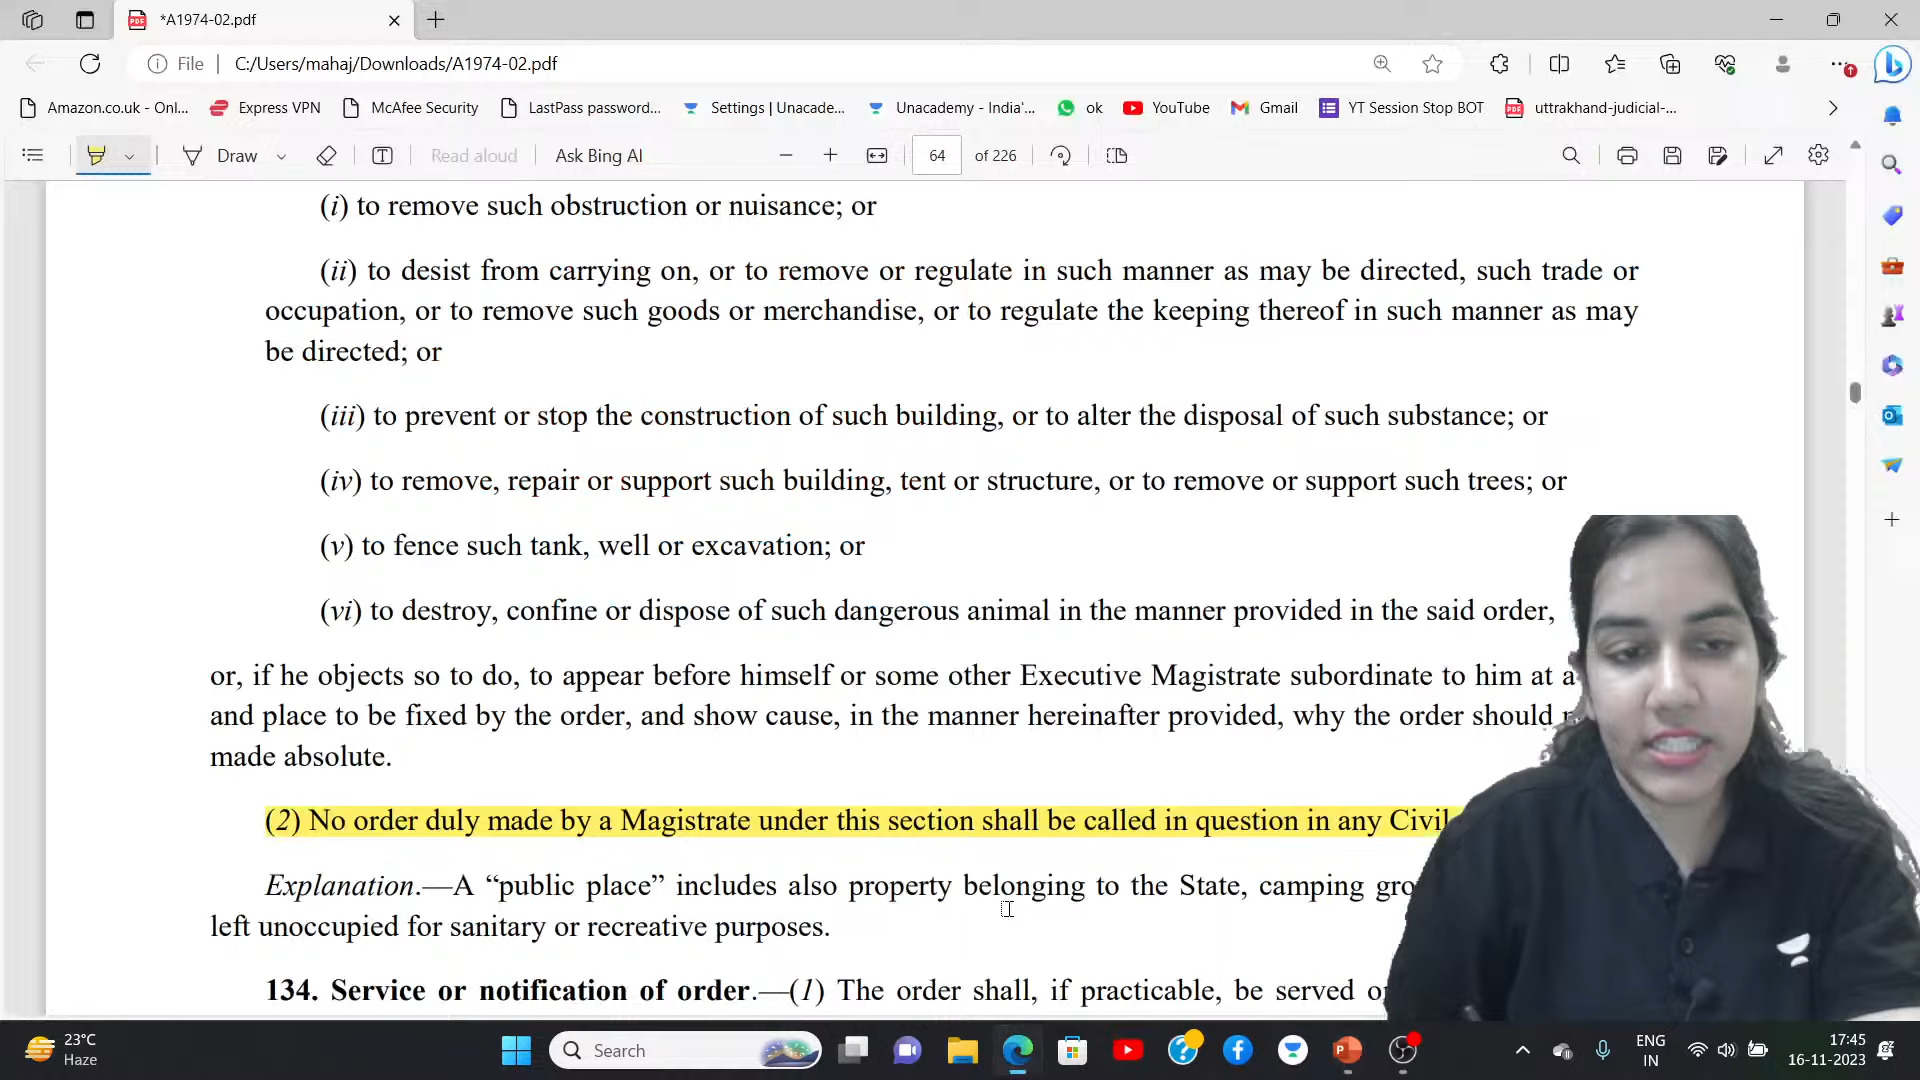 *A1974-02.pdf
File
C:/Users/mahaj/Downloads/A1974-02.pdf
Amazon.co.uk - Onl...
Express VPN
McAfee Security
LastPass password...
Settings | Unacade...
Unacademy - India'...
ok
YouTube
Gmail
YT Session Stop BOT
uttrakhand-judicial-...
Draw
Read aloud
Ask Bing AI
64
of 226
(i) to remove such obstruction or nuisance; or
(ii) to desist from carrying on, or to remove or regulate in such manner as may be directed, such trade or
occupation, or to remove such goods or merchandise, or to regulate the keeping thereof in such manner as may
be directed; or
(iii) to prevent or stop the construction of such building, or to alter the disposal of such substance; or
(iv) to remove, repair or support such building, tent or structure, or to remove or support such trees; or
(v) to fence such tank, well or excavation; or
(vi) to destroy, confine or dispose of such dangerous animal in the manner provided in the said order,
or, if he objects so to do, to appear before himself or some other Executive Magistrate subordinate to him at a
and place to be fixed by the order, and show cause, in the manner hereinafter provided, why the order should
made absolute.
(2) No order duly made by a Magistrate under this section shall be called in question in any Civil
Explanation.—A “public place” includes also property belonging to the State, camping
left unoccupied for sanitary or recreative purposes.
134. Service or notification of order.—(1) The order shall, if practicable, be served
23°C
Haze
Search
ENG
IN
17:45
16-11-2023